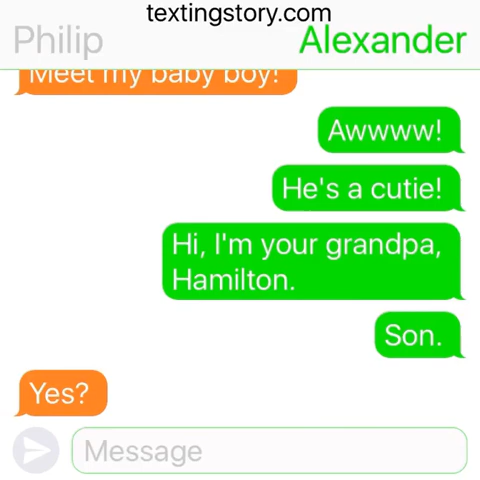 textingstory.com
Philip
Alexander
Meet my baby boy!
Awwww!
He's a cutie!
Hi, I'm your grandpa,
Hamilton.
Son.
Yes?
Message